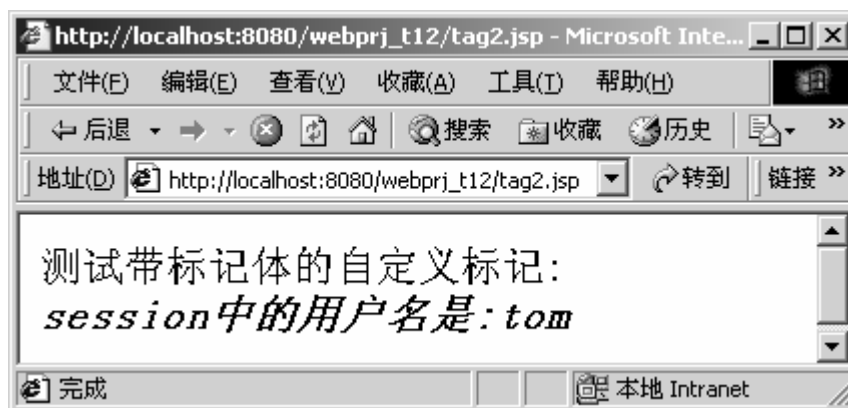 http://localhost:8080/webprj_t12/tag2.jsp - Microsoft Inte...
文件(F) 编辑(E) 查看(V) 收藏(A) 工具(T) 帮助(H)
后退 搜索 收藏 历史 »
地址(D) http://localhost:8080/webprj_t12/tag2.jsp 转到 链接 »
测试带标记体的自定义标记:
session中的用户名是:tom
完成 本地 Intranet